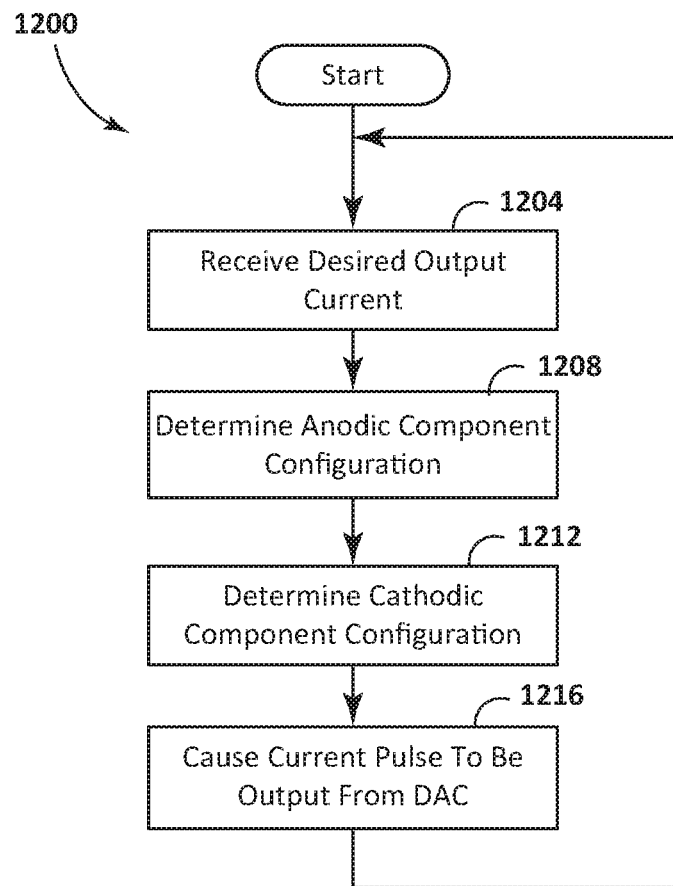 1200
Start
1204
Receive Desired Output
Current
1208
Determine Anodic Component
Configuration
1212
Determine Cathodic
Component Configuration
1216
Cause Current Pulse To Be
Output From DAC